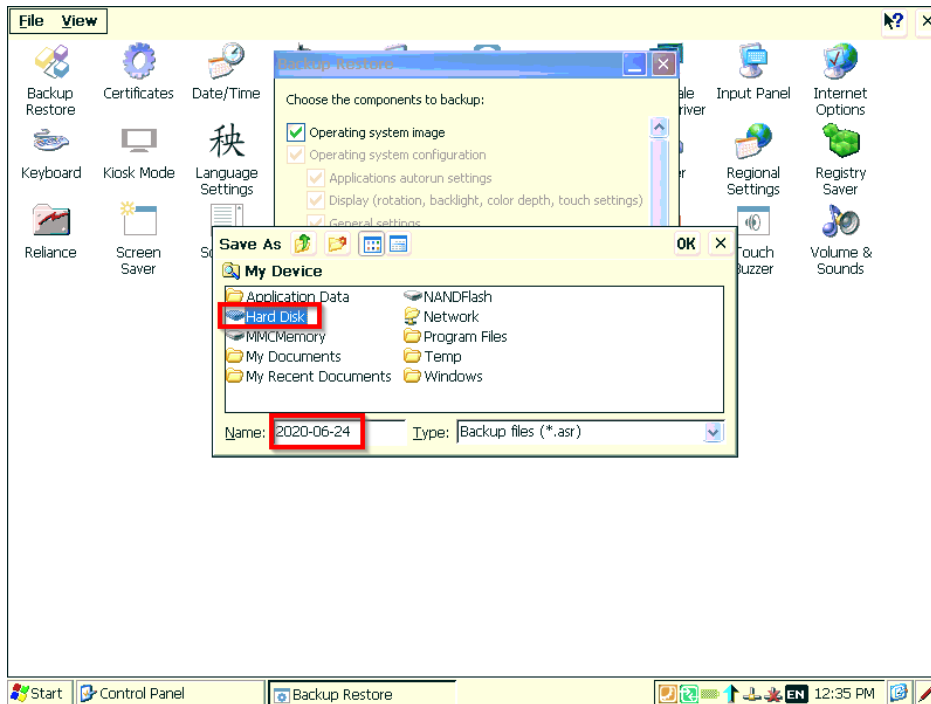 File View
?
Backup Restore
Certificates
Date/Time
Input Panel
Internet Options
Keyboard
Kiosk Mode
秧
Language Settings
Regional Settings
Registry Saver
Reliance
Screen Saver
Volume & Sounds
Backup Restore
Choose the components to backup:
Operating system image
Operating system configuration
Applications autorun settings
Display (rotation, backlight, color depth, touch settings)
General settings
Save As
OK
My Device
Application Data
NANDFlash
Hard Disk
Network
MMCMemory
Program Files
My Documents
Temp
My Recent Documents
Windows
Name: 2020-06-24 Type: Backup files (*.asr)
Start
Control Panel
Backup Restore
EN
12:35 PM